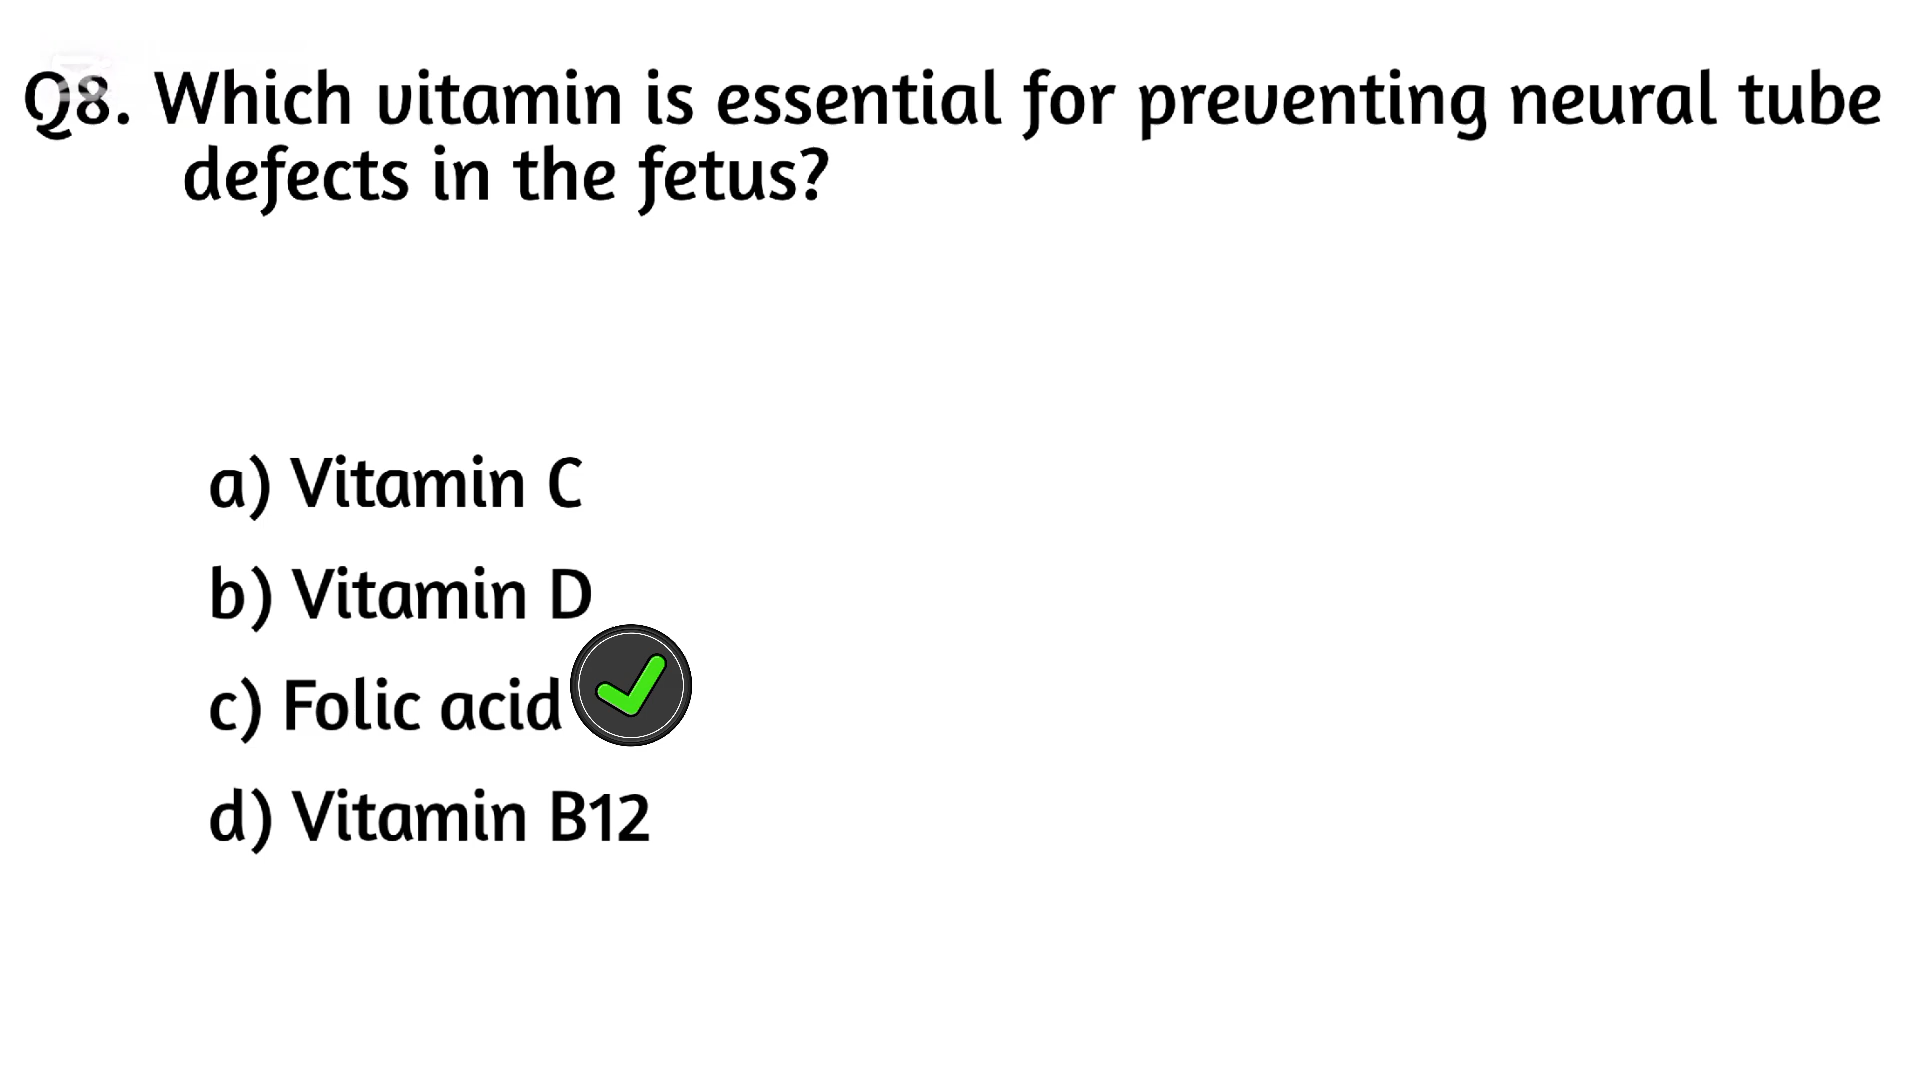 Q8. Which vitamin is essential for preventing neural tube
defects in the fetus?
a) Vitamin C
b) Vitamin D
c) Folic acid
d) Vitamin B12